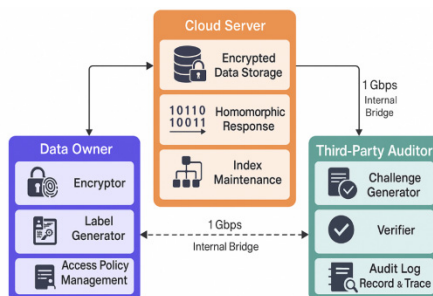 Cloud Server
Encrypted
Data Storage
10110
10011
Homomorphic
Response
Index
Maintenance
1 Gbps
Internal
Bridge
Data Owner
Encryptor
Label
Generator
Access Policy
Management
1 Gbps
Internal Bridge
Third-Party Auditor
Challenge
Generator
Verifier
Audit Log
Record & Trace